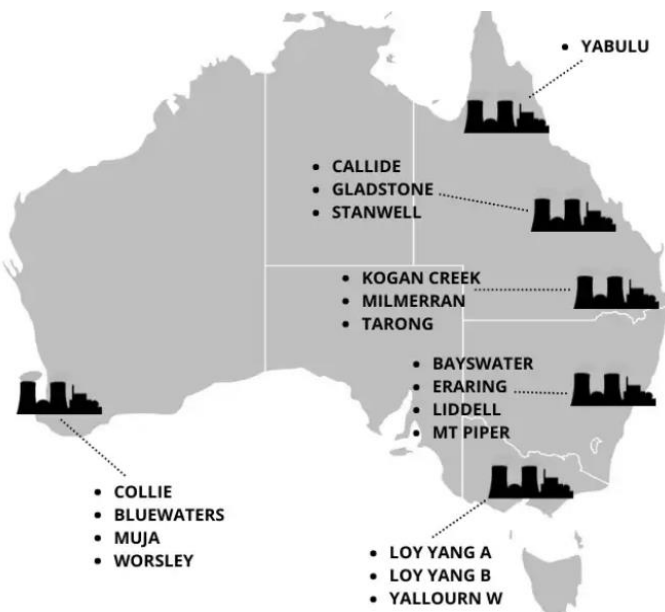 • YABULU
• CALLIDE
• GLADSTONE
• STANWELL
• KOGAN CREEK
• MILMERRAN
• TARONG
• BAYSWATER
• ERARING
• LIDDELL
• MT PIPER
• COLLIE
• BLUEWATERS
• MUJA
• WORSLEY
• LOY YANG A
• LOY YANG B
• YALLOURN W